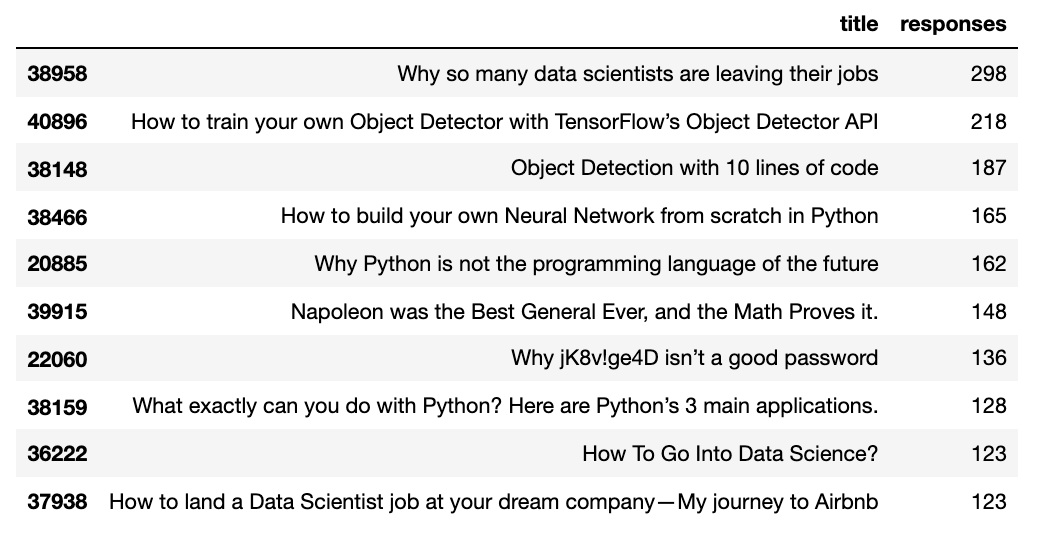 title responses
38958 Why so many data scientists are leaving their jobs 298
40896 How to train your own Object Detector with TensorFlow’s Object Detector API 218
38148 Object Detection with 10 lines of code 187
38466 How to build your own Neural Network from scratch in Python 165
20885 Why Python is not the programming language of the future 162
39915 Napoleon was the Best General Ever, and the Math Proves it. 148
22060 Why jK8v!ge4D isn’t a good password 136
38159 What exactly can you do with Python? Here are Python’s 3 main applications. 128
36222 How To Go Into Data Science? 123
37938 How to land a Data Scientist job at your dream company — My journey to Airbnb 123